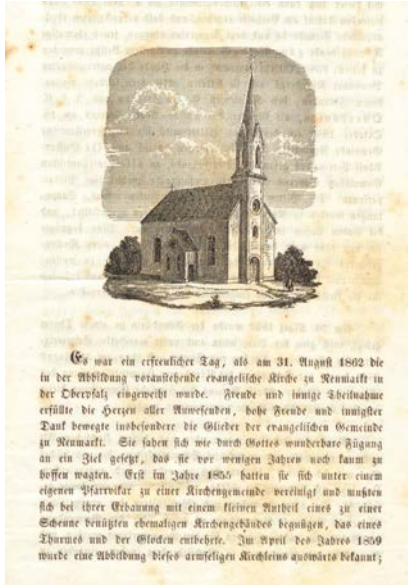 Es war ein erfreulicher Tag, als am 31. August 1862 die
in der Abbildung voranstehende evangelische Kirche zu Neumarkt in
der Oberpfalz eingeweiht wurde. Freude und innige Theilnahme
erfüllte die Herzen aller Anwesenden, hohe Freude und innigster
Dank bewegte insbesondere die Glieder der evangelischen Gemeinde
zu Neumarkt. Sie sahen sich wie durch Gottes wunderbare Fügung
an ein Ziel gesetzt, das sie vor wenigen Jahren noch kaum zu
hoffen wagten. Erst im Jahre 1855 hatten sie sich unter einem
eigenen Pfarrvikar zu einer Kirchengemeinde vereinigt und mußten
sich bei ihrer Erbauung mit einem kleinen Antheil eines zu einer
Scheune benützten ehemaligen Kirchengebäudes begnügen, das eines
Thurmes und der Glocken entbehrte. Im April des Jahres 1859
wurde eine Abbildung dieses armseligen Kirchleins auswärts bekannt;